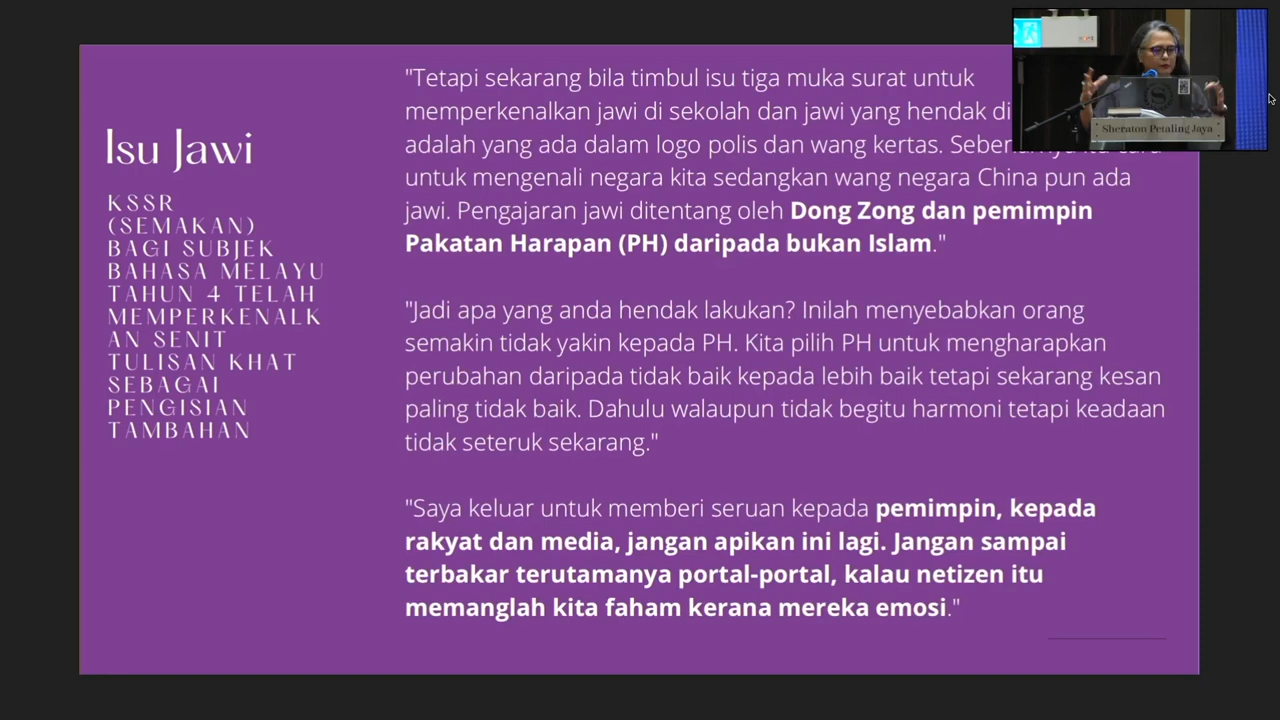 Isu Jawi
KSSR
(SEMAKAN)
BAGI SUBJEK
BAHASA MELAYU
TAHUN 4 TELAH
MEMPERKENALK
AN SENIT
TULISAN KHAT
SEBAGAI
PENGISIAN
TAMBAHAN
"Tetapi sekarang bila timbul isu tiga muka surat untuk
memperkenalkan jawi di sekolah dan jawi yang hendak
adalah yang ada dalam logo polis dan wang kertas.
untuk mengenali negara kita sedangkan wang negara China pun ada
jawi. Pengajaran jawi ditentang oleh Dong Zong dan pemimpin
Pakatan Harapan (PH) daripada bukan Islam."
"Jadi apa yang anda hendak lakukan? Inilah menyebabkan orang
semakin tidak yakin kepada PH. Kita pilih PH untuk mengharapkan
perubahan daripada tidak baik kepada lebih baik tetapi sekarang kesan
paling tidak baik. Dahulu walaupun tidak begitu harmoni tetapi keadaan
tidak seteruk sekarang."
"Saya keluar untuk memberi seruan kepada pemimpin, kepada
rakyat dan media, jangan apikan ini lagi. Jangan sampai
terbakar terutamanya portal-portal, kalau netizen itu
memanglah kita faham kerana mereka emosi."
Sheraton Petaling Jaya